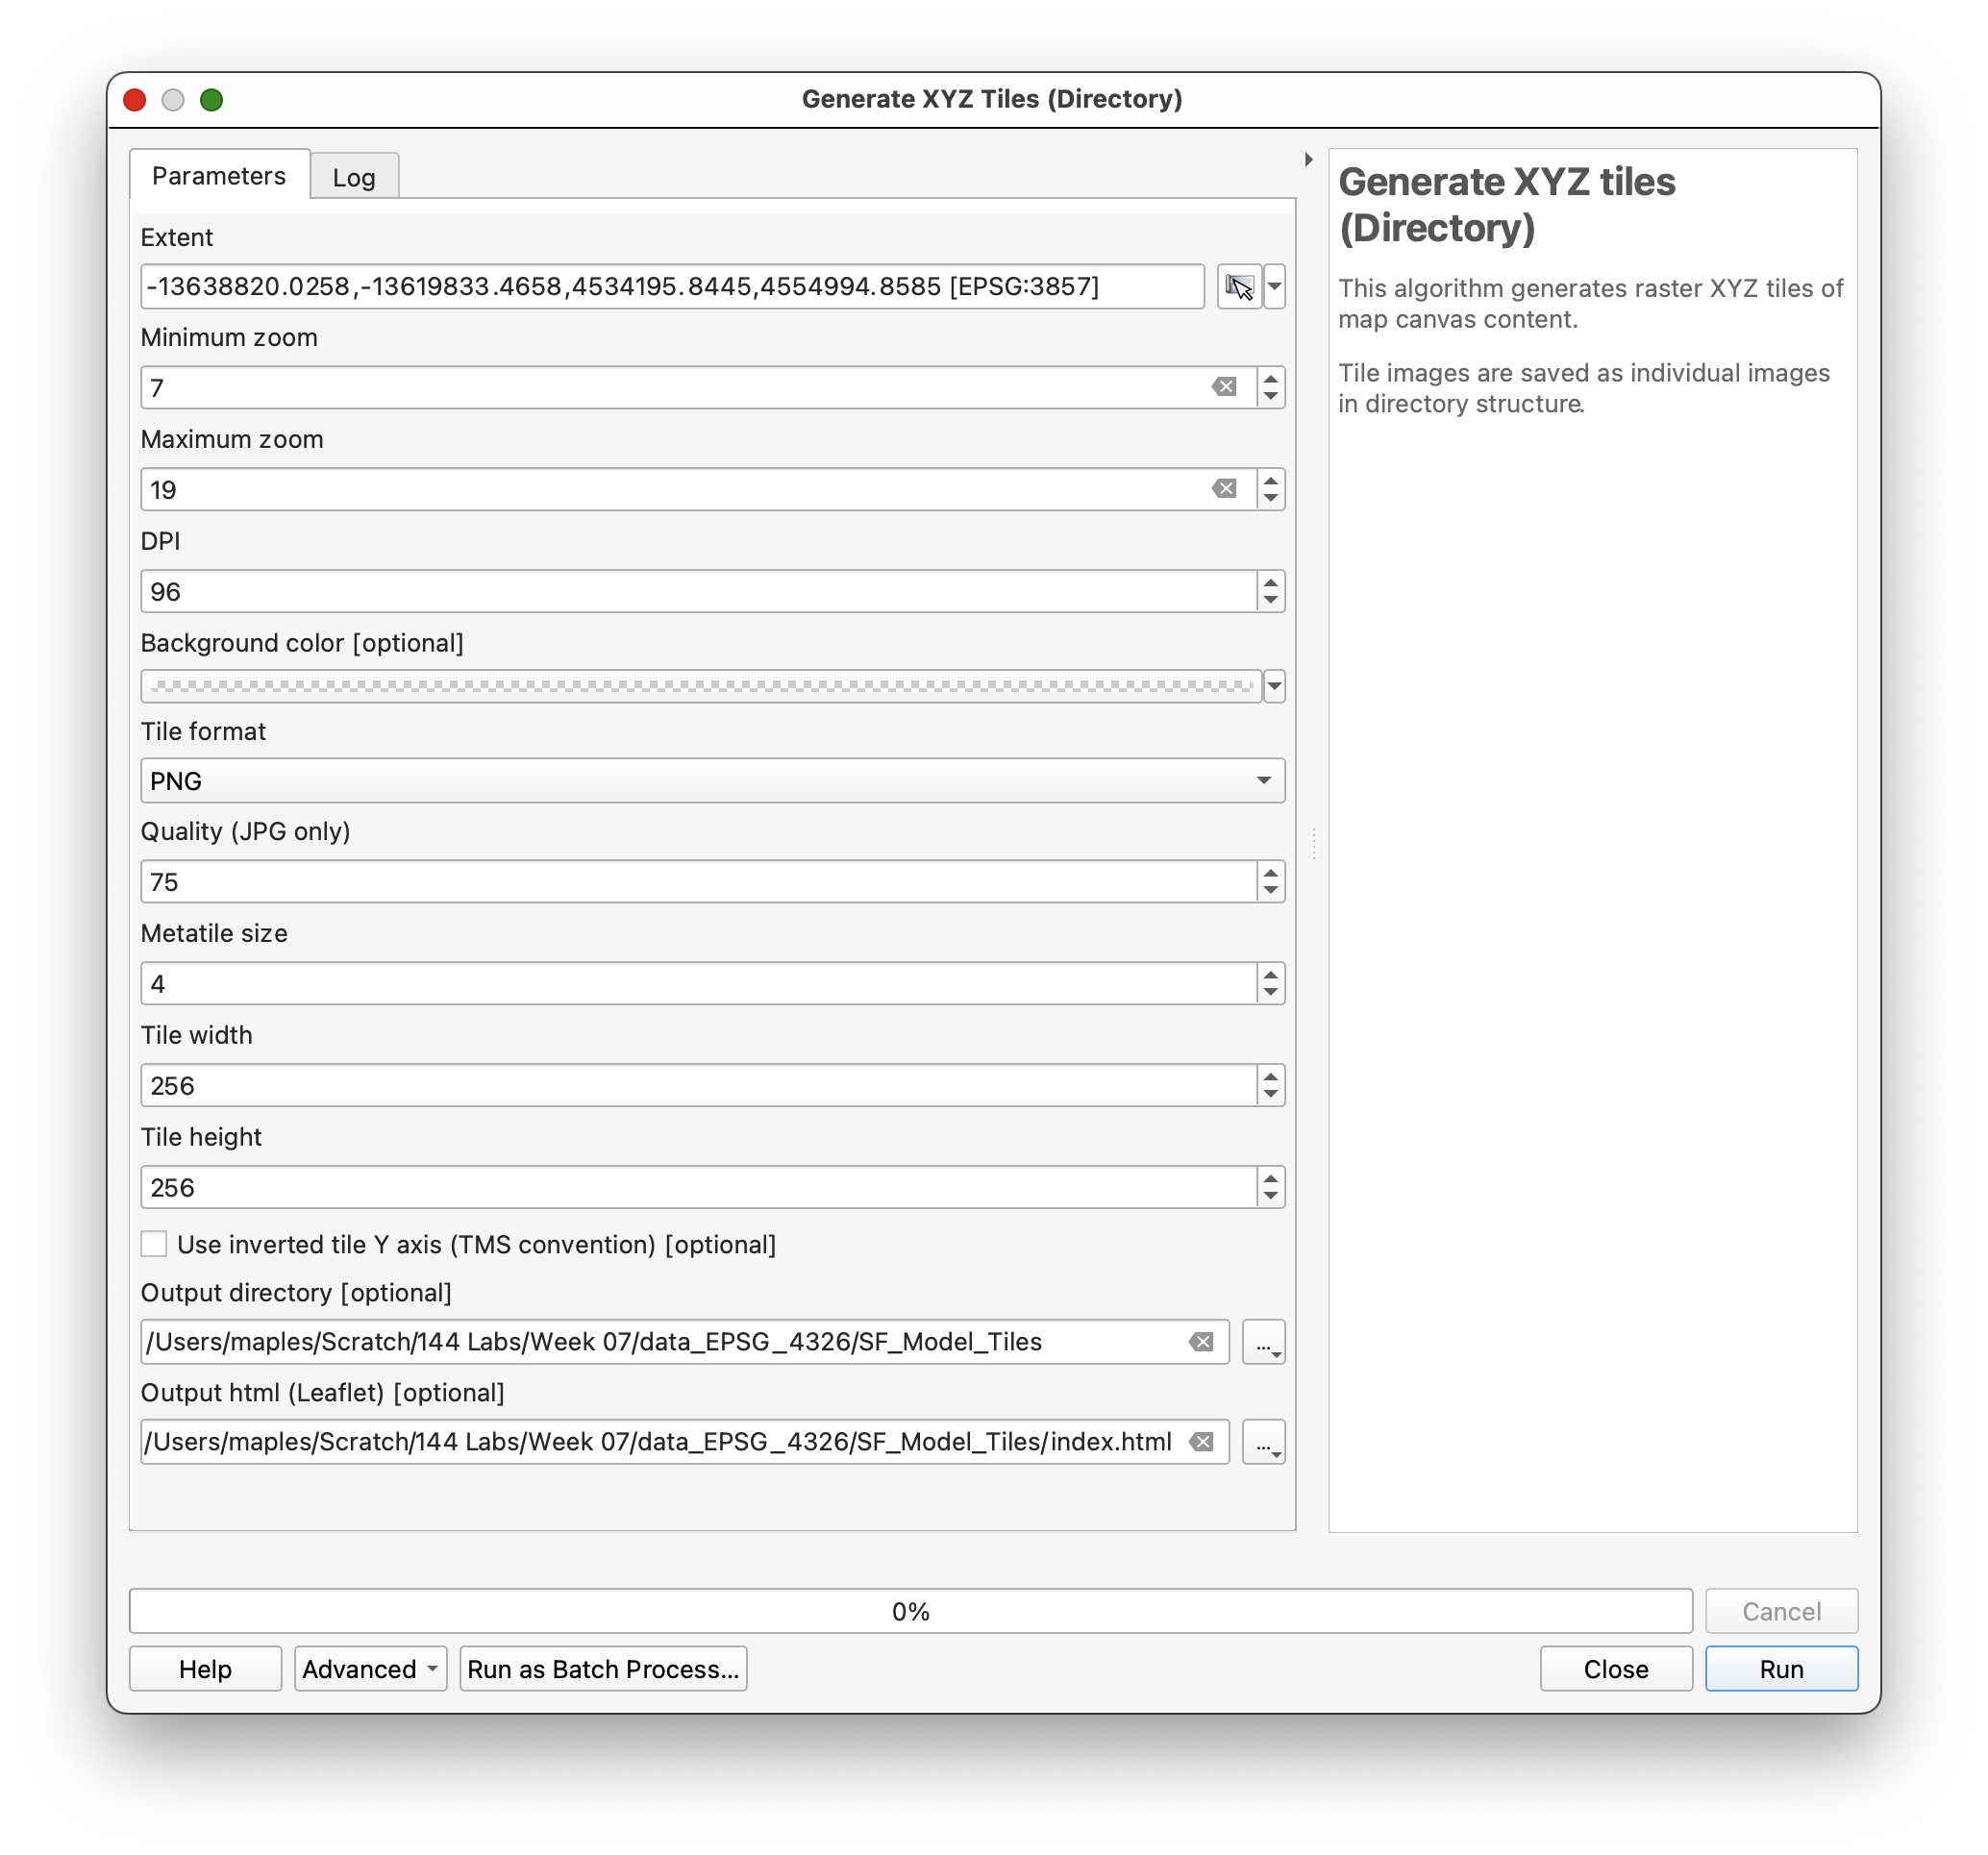 Generate XYZ Tiles (Directory)
Parameters
Log
Extent
-13638820.0258,-13619833.4658,4534195.8445,4554994.8585 [EPSG:3857]
Minimum zoom
7
Maximum zoom
19
DPI
96
Background color [optional]
Tile format
PNG
Quality (JPG only)
75
Metatile size
4
Tile width
256
Tile height
256
Use inverted tile Y axis (TMS convention) [optional]
Output directory [optional]
/Users/maples/Scratch/144 Labs/Week 07/data_EPSG_4326/SF_Model_Tiles
...
Output html (Leaflet) [optional]
/Users/maples/Scratch/144 Labs/Week 07/data_EPSG_4326/SF_Model_Tiles/index.html
...
Generate XYZ tiles
(Directory)
This algorithm generates raster XYZ tiles of
map canvas content.
Tile images are saved as individual images
in directory structure.
0%
Cancel
Help
Advanced
Run as Batch Process...
Close
Run